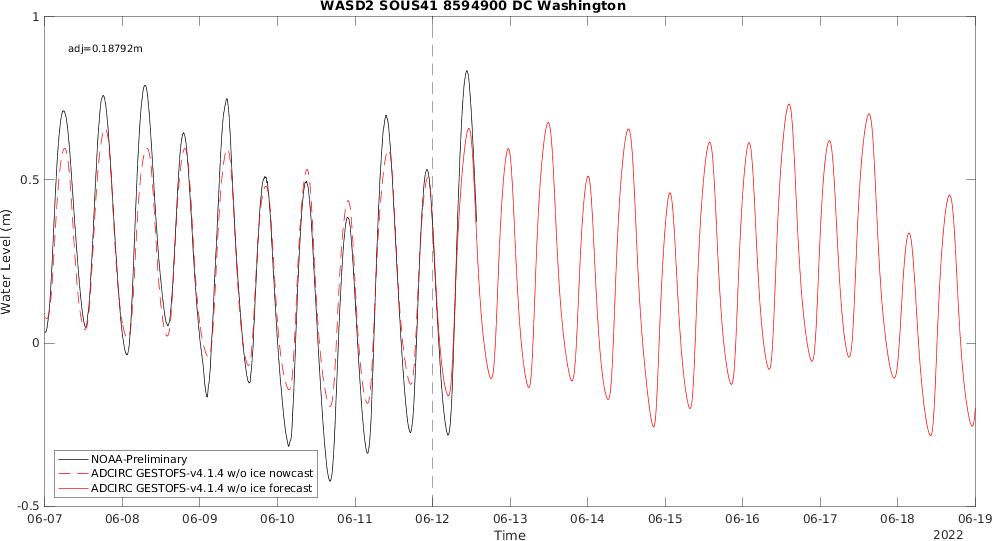 WASD2 SOUS41 8594900 DC Washington
adj=0.18792m
Water Level (m)
1
0.5
0
-0.5
NOAA-Preliminary
ADCIRC GESTOFS-v4.1.4 w/o ice nowcast
ADCIRC GESTOFS-v4.1.4 w/o ice forecast
06-07 06-08 06-09 06-10 06-11 06-12 06-13 06-14 06-15 06-16 06-17 06-18 06-19
Time
2022